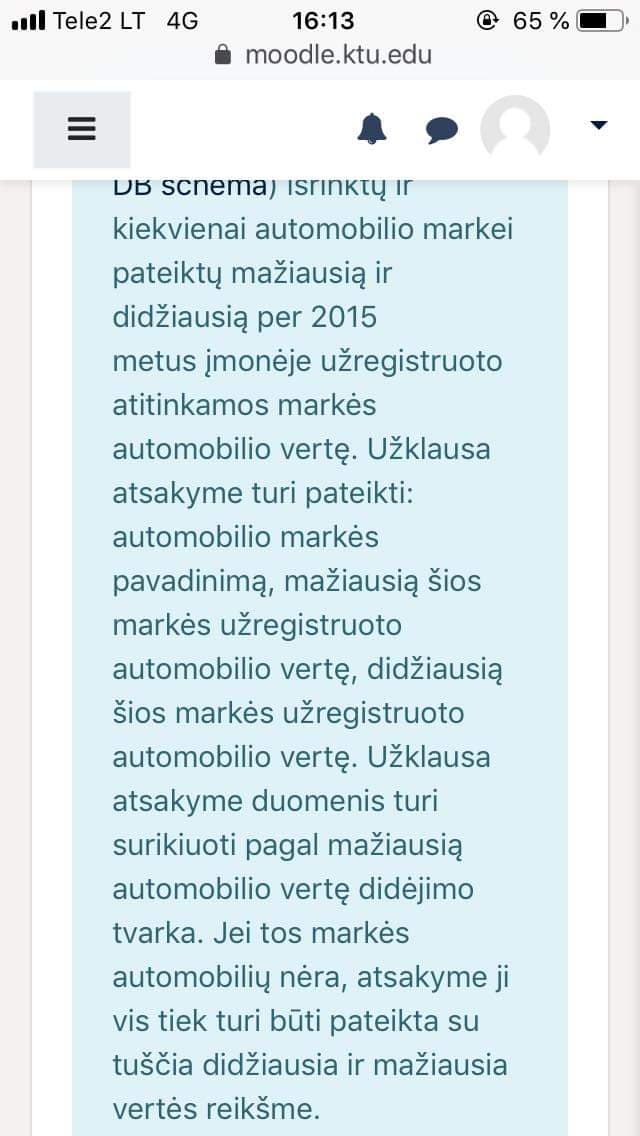 Tele2 LT 4G 16:13 65 %
moodle.ktu.edu
DB schema) išrinktų ir
kiekvienai automobilio markei
pateiktų mažiausią ir
didžiausią per 2015
metus įmonėje užregistruoto
atitinkamos markės
automobilio vertę. Užklausa
atsakyme turi pateikti:
automobilio markės
pavadinimą, mažiausią šios
markės užregistruoto
automobilio vertę, didžiausią
šios markės užregistruoto
automobilio vertę. Užklausa
atsakyme duomenis turi
surikiuoti pagal mažiausią
automobilio vertę didėjimo
tvarka. Jei tos markės
automobilių nėra, atsakyme ji
vis tiek turi būti pateikta su
tuščia didžiausia ir mažiausia
vertės reikšme.